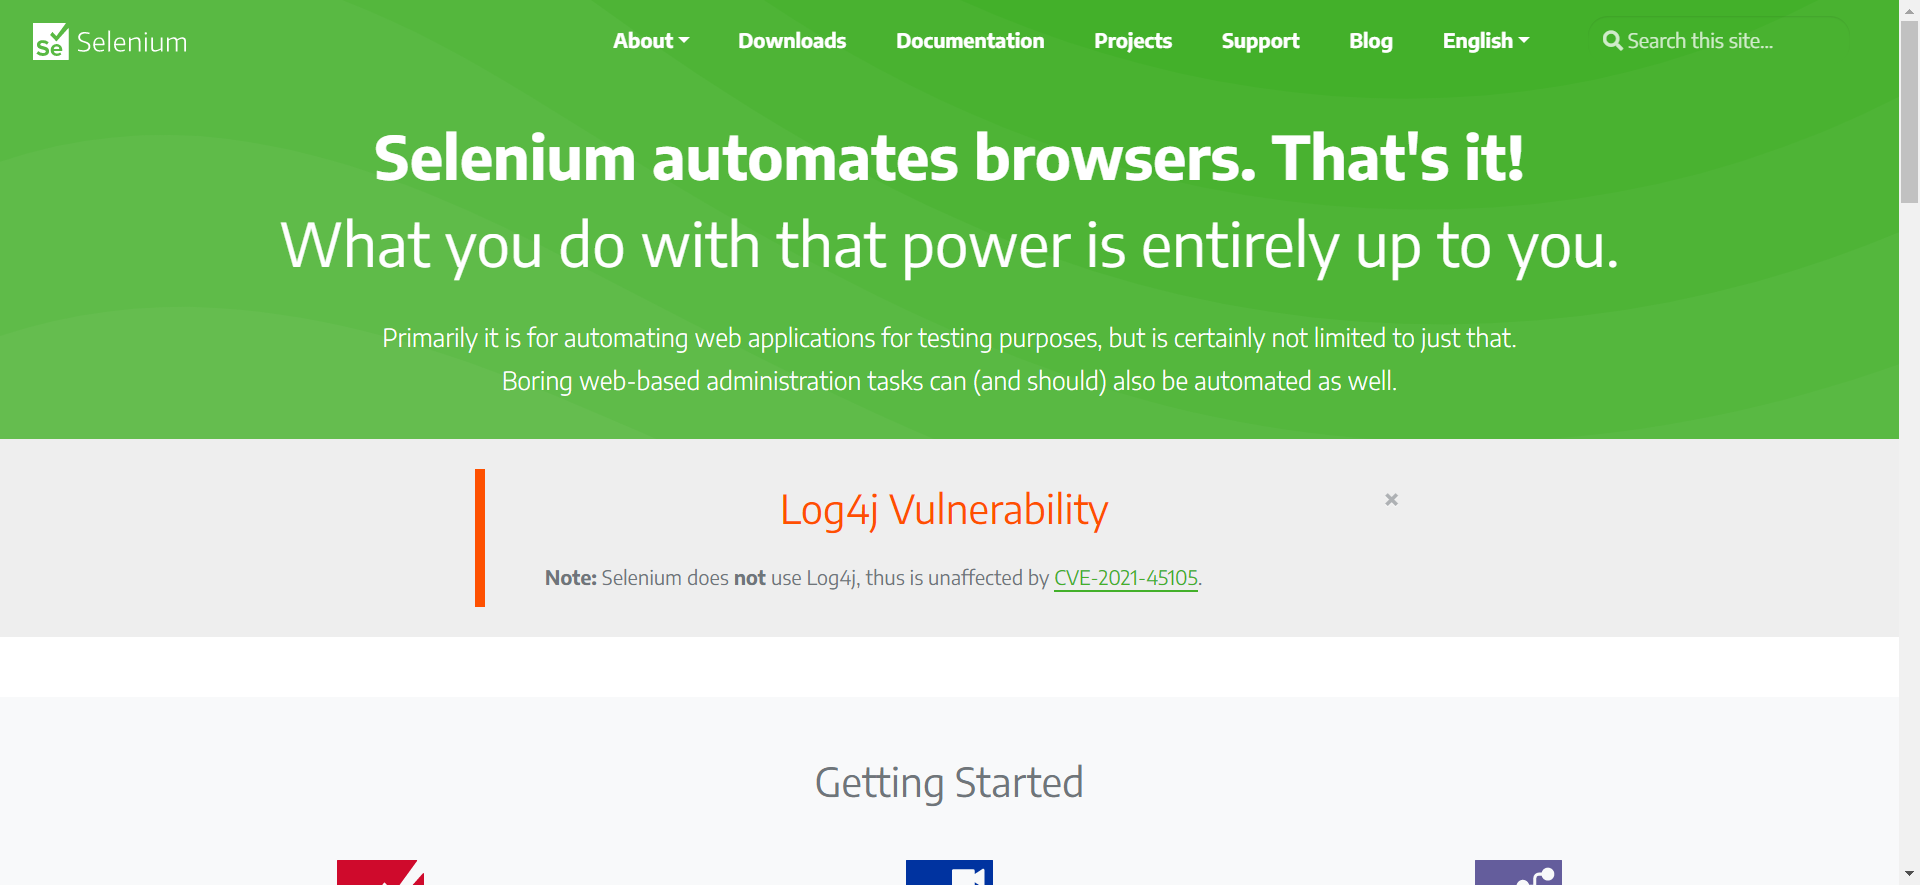 Se Selenium
About Downloads Documentation Projects Support Blog English Search this site...
Selenium automates browsers. That's it!
What you do with that power is entirely up to you.
Primarily it is for automating web applications for testing purposes, but is certainly not limited to just that.
Boring web-based administration tasks can (and should) also be automated as well.
Log4j Vulnerability ×
Note: Selenium does not use Log4j, thus is unaffected by CVE-2021-45105.
Getting Started